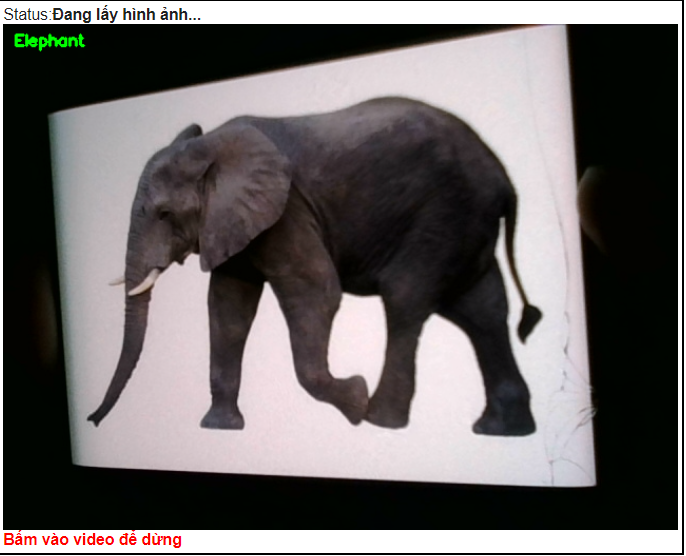 Status:Đang lấy hình ảnh...
Elephant
Bấm vào video để dừng